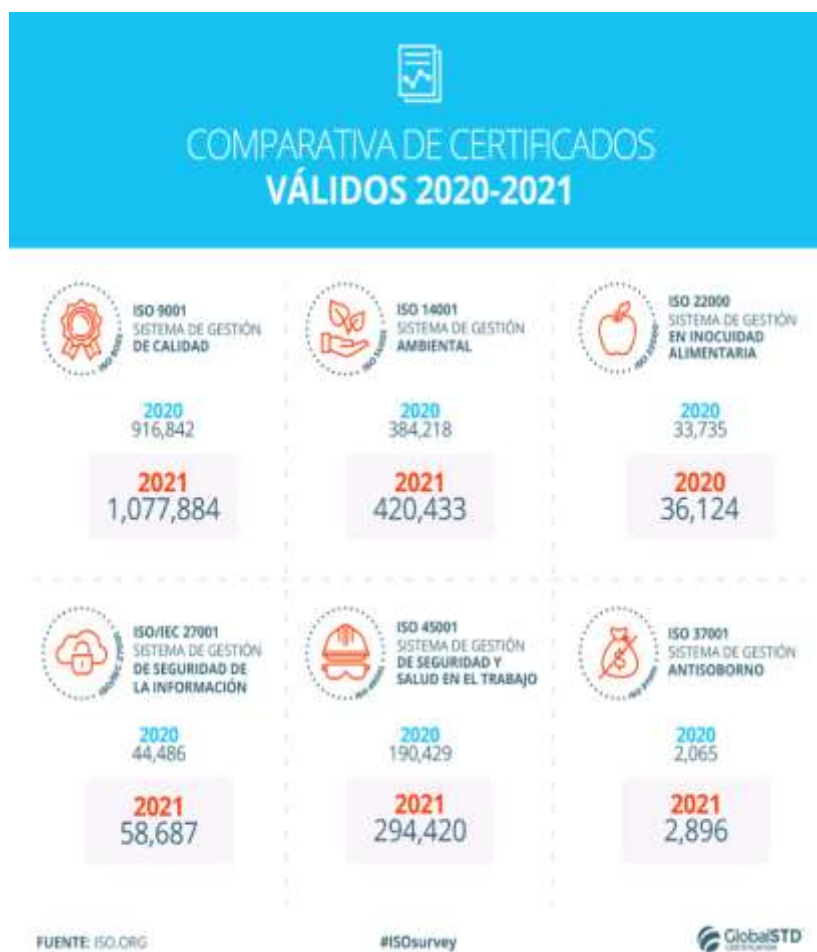 COMPARATIVA DE CERTIFICADOS
VÁLIDOS 2020-2021
ISO 9001
SISTEMA DE GESTIÓN
DE CALIDAD
2020
916,842
2021
1,077,884
ISO 14001
SISTEMA DE GESTIÓN
AMBIENTAL
2020
384,218
2021
420,433
ISO 22000
SISTEMA DE GESTIÓN
EN INOCUIDAD
ALIMENTARIA
2020
33,735
2020
36,124
ISO/IEC 27001
SISTEMA DE GESTIÓN
DE SEGURIDAD DE
LA INFORMACIÓN
2020
44,486
2021
58,687
ISO 45001
SISTEMA DE GESTIÓN
DE SEGURIDAD Y
SALUD EN EL TRABAJO
2020
190,429
2021
294,420
ISO 37001
SISTEMA DE GESTIÓN
ANTISOBORNO
2020
2,065
2021
2,896
FUENTE: ISO.ORG
#ISOsurvey
GlobalSTD
CERTIFICATION